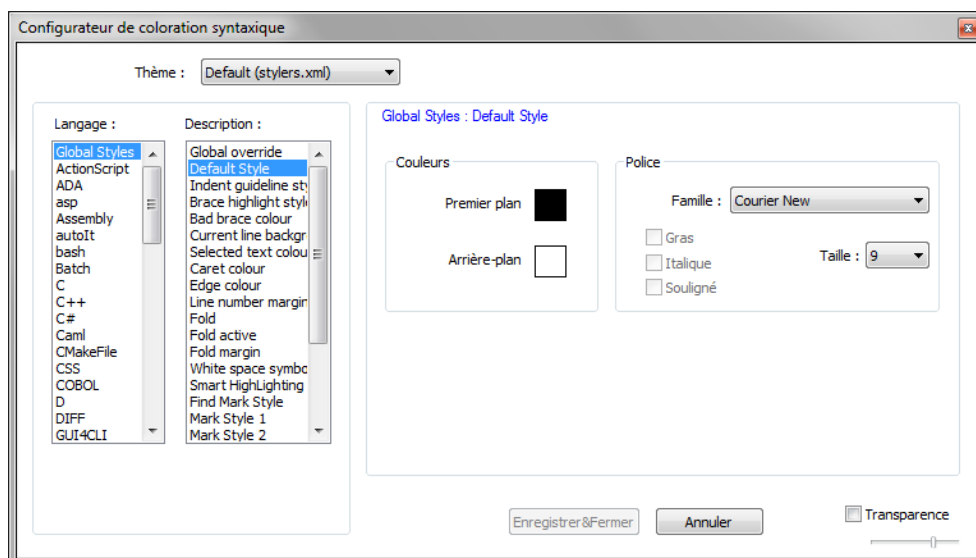 Configurateur de coloration syntaxique
Thème : Default (stylers.xml)
Langage :
Global Styles
ActionScript
ADA
asp
Assembly
autoIt
bash
Batch
C
C++
C#
Caml
CMakeFile
CSS
COBOL
D
DIFF
GUI4CLI
Description :
Global override
Default Style
Indent guideline sty
Brace highlight style
Bad brace colour
Current line backgr
Selected text colou
Caret colour
Edge colour
Line number margin
Fold
Fold active
Fold margin
White space symbo
Smart HighLighting
Find Mark Style
Mark Style 1
Mark Style 2
Global Styles : Default Style
Couleurs
Premier plan
Arrière-plan
Police
Famille : Courier New
Gras
Italique
Souligné
Taille : 9
Enregistrer&Fermer
Annuler
Transparence